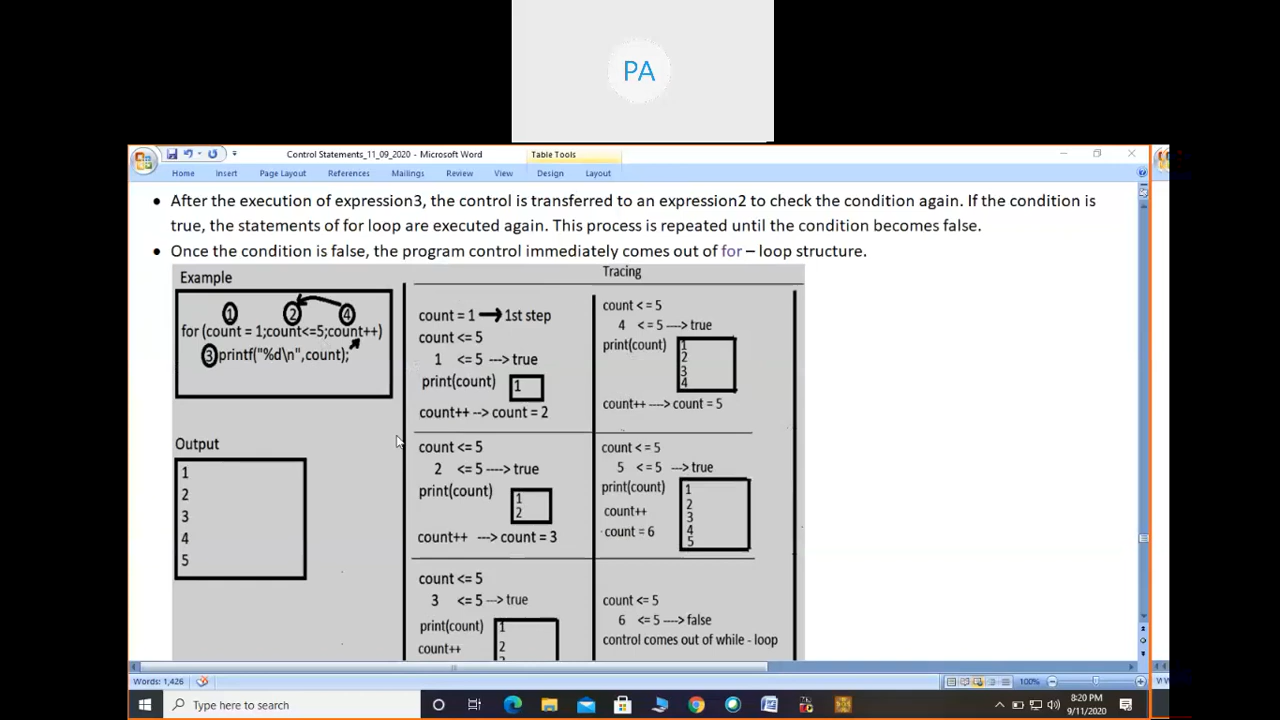 PA
Control Statements_11_09_2020 - Microsoft Word
Table Tools
Home Insert Page Layout References Mailings Review View Design Layout
• After the execution of expression3, the control is transferred to an expression2 to check the condition again. If the condition is
true, the statements of for loop are executed again. This process is repeated until the condition becomes false.
• Once the condition is false, the program control immediately comes out of for – loop structure.
Example
1 2 4
for (count = 1;count<=5;count++)
3 printf("%d\n",count);
Output
1
2
3
4
5
Tracing
count = 1 → 1st step
count <= 5
1 <= 5 ---> true
print(count)
1
count++ --> count = 2
count <= 5
2 <= 5 ----> true
print(count)
1
2
count++ ---> count = 3
count <= 5
3 <= 5 ---> true
print(count)
1
2
count++
count <= 5
4 <= 5 ----> true
print(count)
1
2
3
4
count++ ----> count = 5
count <= 5
5 <= 5 ---> true
print(count)
1
2
3
4
5
count++
count = 6
count <= 5
6 <= 5 ----> false
control comes out of while - loop
Words: 1,426
100%
Type here to search
8:20 PM
9/11/2020